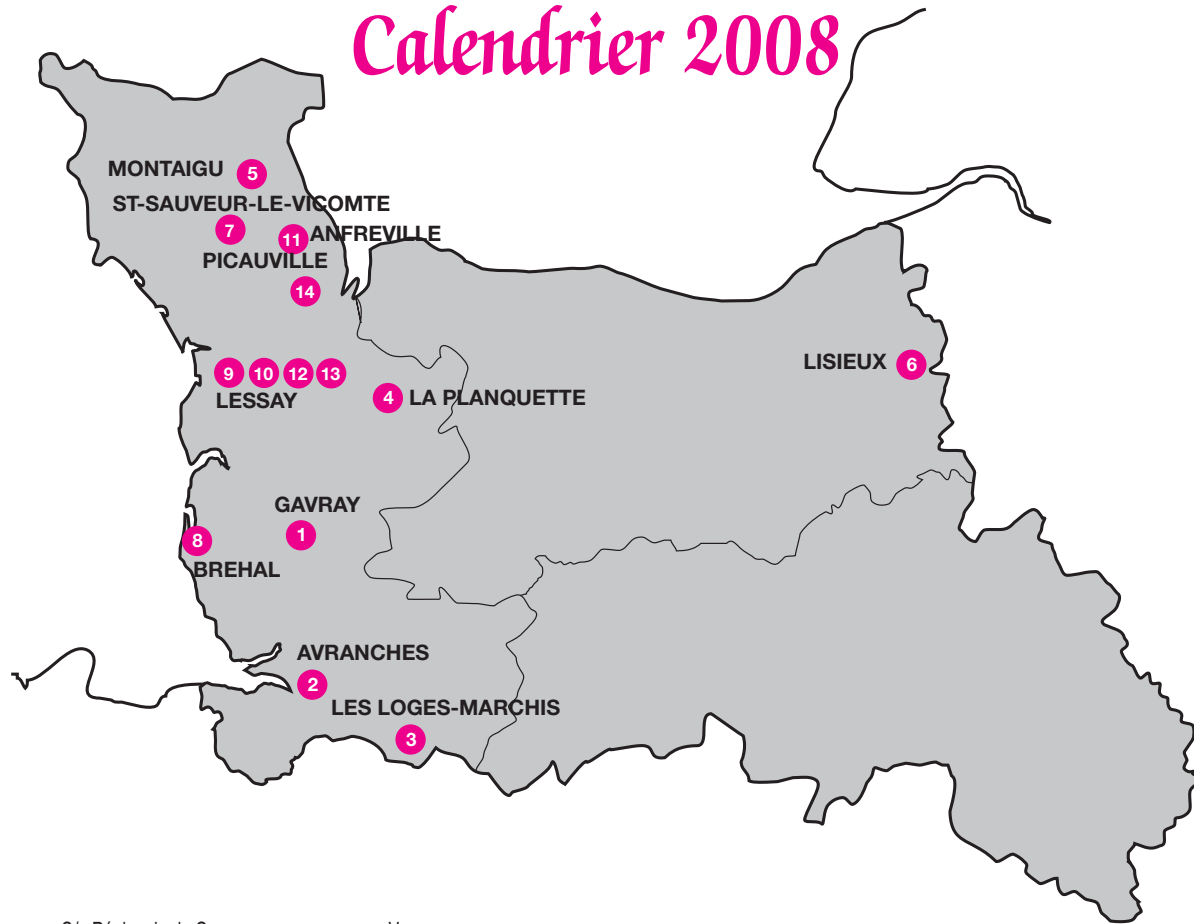 Calendrier 2008
MONTAIGU 5
ST-SAUVEUR-LE-VICOMTE
7
11 ANFREVILLE
PICAUVILLE
14
9 10 12 13
LESSAY
4 LA PLANQUETTE
LISIEUX 6
GAVRAY
1
8
BREHAL
AVRANCHES
2
LES LOGES-MARCHIS
3